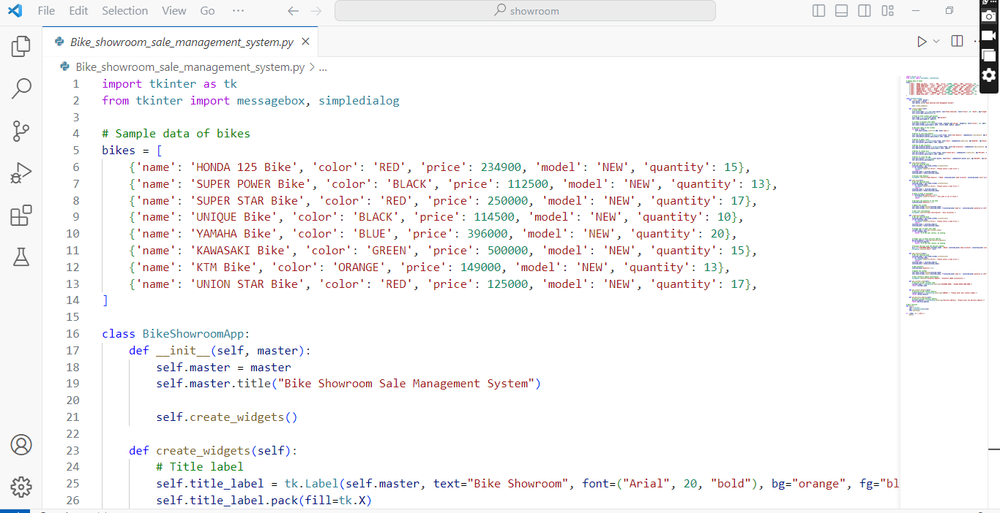 File Edit Selection View Go ··· showroom
Bike_showroom_sale_management_system.py
Bike_showroom_sale_management_system.py > ...
1 import tkinter as tk
2 from tkinter import messagebox, simpledialog
3
4 # Sample data of bikes
5 bikes = [
6 {'name': 'HONDA 125 Bike', 'color': 'RED', 'price': 234900, 'model': 'NEW', 'quantity': 15},
7 {'name': 'SUPER POWER Bike', 'color': 'BLACK', 'price': 112500, 'model': 'NEW', 'quantity': 13},
8 {'name': 'SUPER STAR Bike', 'color': 'RED', 'price': 250000, 'model':'NEW', 'quantity': 17},
9 {'name': 'UNIQUE Bike', 'color': 'BLACK', 'price': 114500, 'model': 'NEW', 'quantity': 10},
10 {'name': 'YAMAHA Bike', 'color': 'BLUE', 'price': 396000, 'model': 'NEW', 'quantity': 20},
11 {'name': 'KAWASAKI Bike', 'color': 'GREEN', 'price': 500000, 'model': 'NEW', 'quantity': 15},
12 {'name': 'KTM Bike', 'color': 'ORANGE', 'price': 149000, 'model': 'NEW', 'quantity': 13},
13 {'name': 'UNION STAR Bike', 'color': 'RED', 'price': 125000, 'model':'NEW', 'quantity': 17},
14 ]
15
16 class BikeShowroomApp:
17 def __init__(self, master):
18 self.master = master
19 self.master.title("Bike Showroom Sale Management System")
20
21 self.create_widgets()
22
23 def create_widgets(self):
24 # Title label
25 self.title_label = tk.Label(self.master, text="Bike Showroom", font=("Arial", 20, "bold"), bg="orange", fg="bl
26 self.title_label.pack(fill=tk.X)